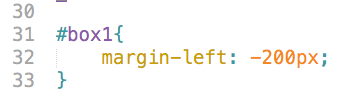 30
31 #box1{
32     margin-left: -200px;
33 }